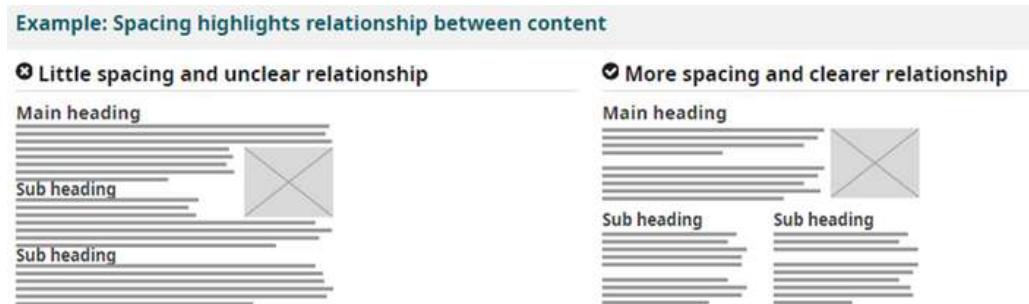 Example: Spacing highlights relationship between content
Little spacing and unclear relationship
Main heading
Sub heading
Sub heading
More spacing and clearer relationship
Main heading
Sub heading
Sub heading